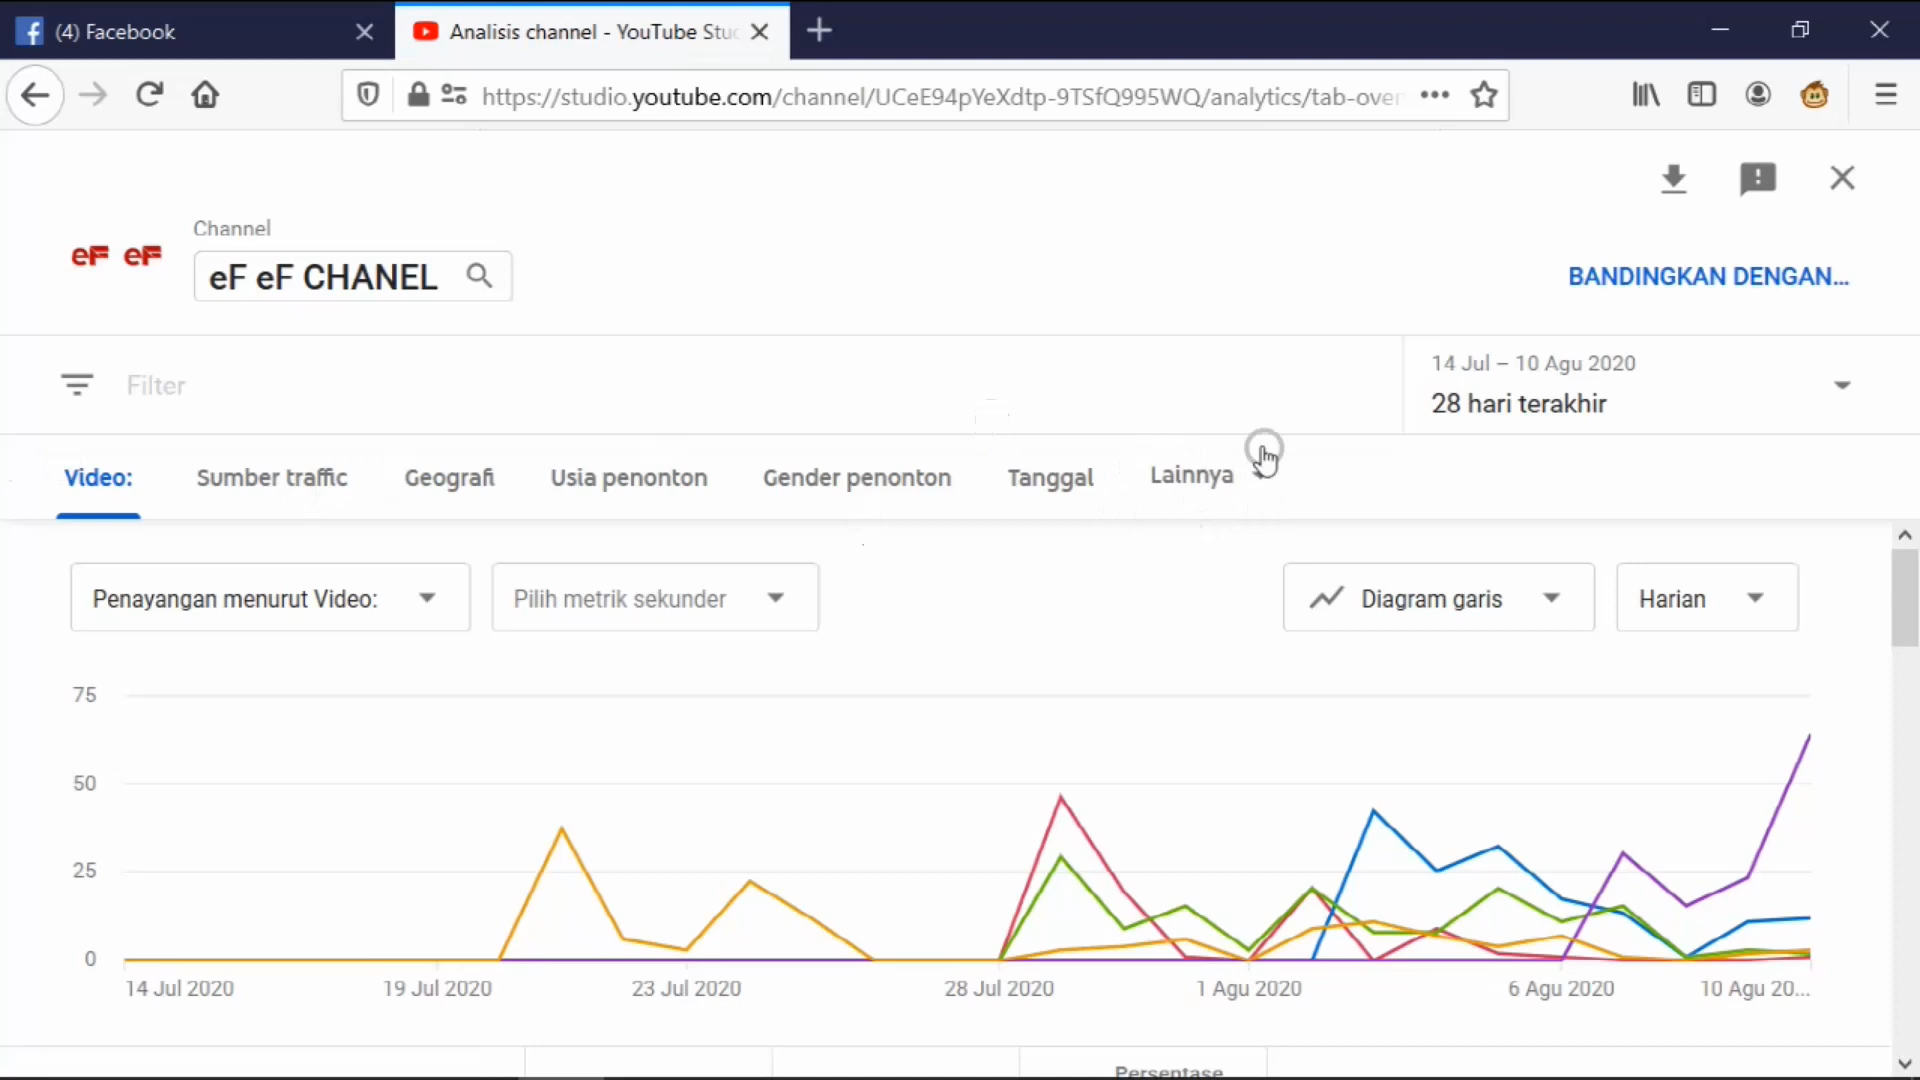 (4) Facebook
Analisis channel - YouTube Stu
https://studio.youtube.com/channel/UCeE94pYeXdtp-9TSfQ995WQ/analytics/tab-over
eF eF
Channel
eF eF CHANEL
BANDINGKAN DENGAN...
Filter
14 Jul – 10 Agu 2020
28 hari terakhir
Video:
Sumber traffic
Geografi
Usia penonton
Gender penonton
Tanggal
Lainnya
Penayangan menurut Video:
Pilih metrik sekunder
Diagram garis
Harian
75
50
25
0
14 Jul 2020
19 Jul 2020
23 Jul 2020
28 Jul 2020
1 Agu 2020
6 Agu 2020
10 Agu 20...
Persentase